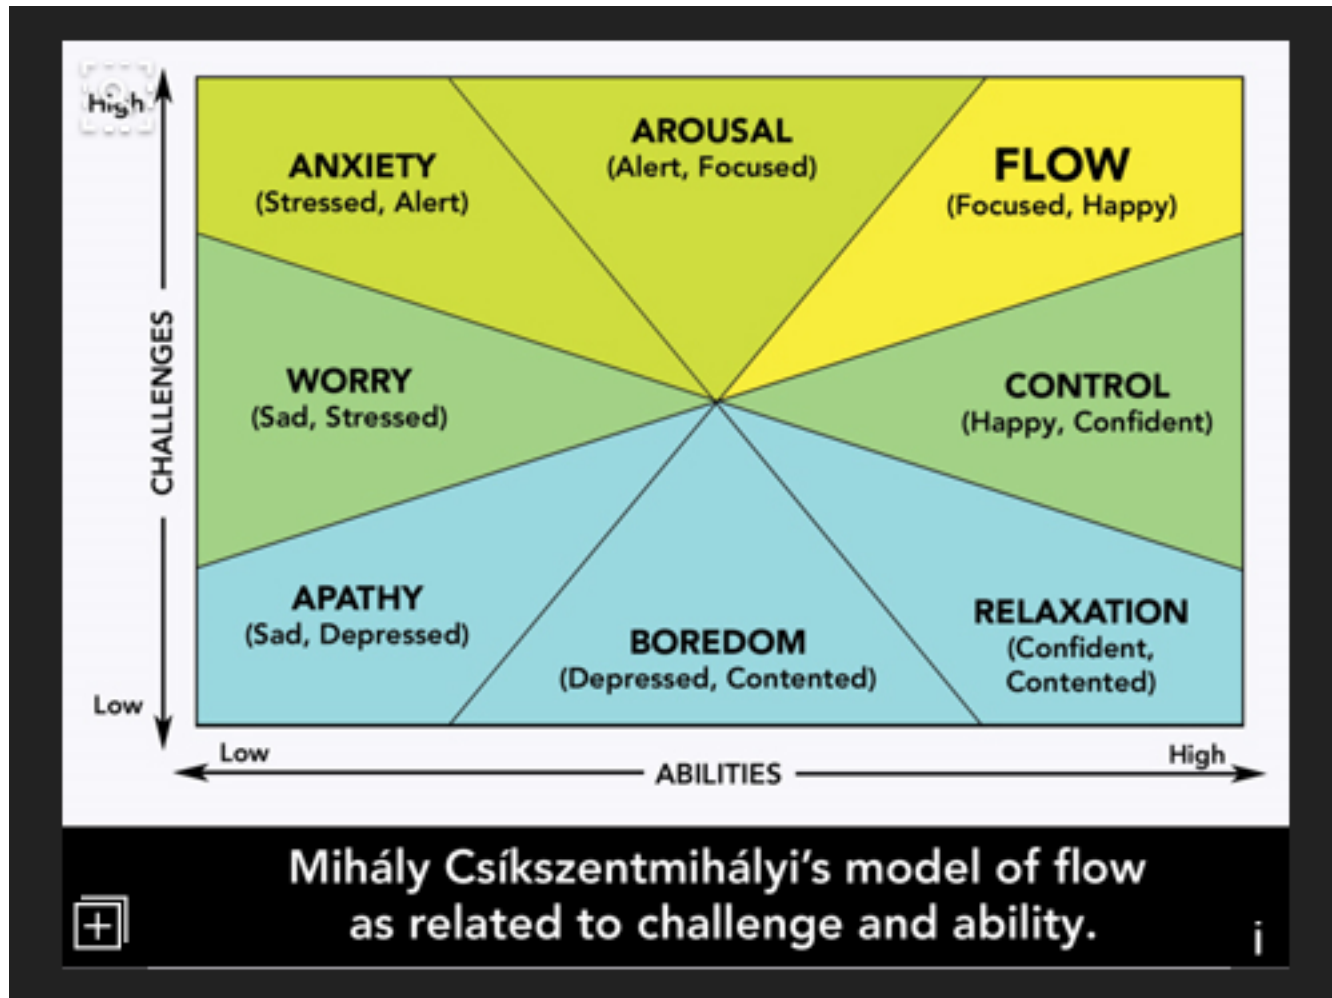 High
ANXIETY
(Stressed, Alert)
AROUSAL
(Alert, Focused)
FLOW
(Focused, Happy)
CHALLENGES
WORRY
(Sad, Stressed)
CONTROL
(Happy, Confident)
APATHY
(Sad, Depressed)
BOREDOM
(Depressed, Contented)
RELAXATION
(Confident,
Contented)
Low
Low
ABILITIES
High
Mihály Csíkszentmihályi’s model of flow
as related to challenge and ability.
i